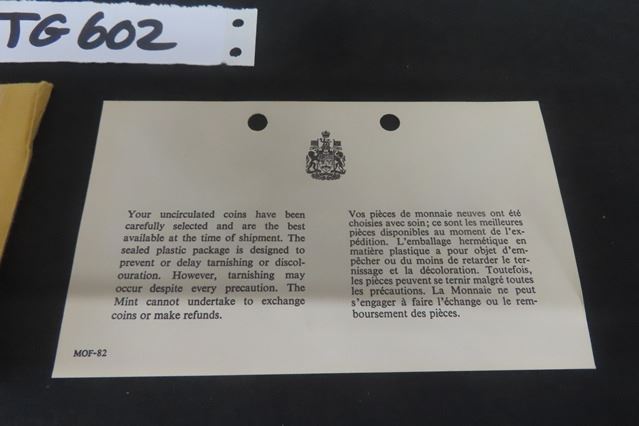 TG 602
Your uncirculated coins have been
carefully selected and are the best
available at the time of shipment. The
sealed plastic package is designed to
prevent or delay tarnishing or discol-
ouration. However, tarnishing may
occur despite every precaution. The
Mint cannot undertake to exchange
coins or make refunds.
Vos pièces de monnaie neuves ont été
choisies avec soin; ce sont les meilleures
pièces disponibles au moment de l'ex-
pédition. L'emballage hermétique en
matière plastique a pour objet d'em-
pêcher ou du moins de retarder le ter-
nissage et la décoloration. Toutefois,
les pièces peuvent se ternir malgré toutes
les précautions. La Monnaie ne peut
s'engager à faire l'échange ou le rem-
boursement des pièces.
MOF-82